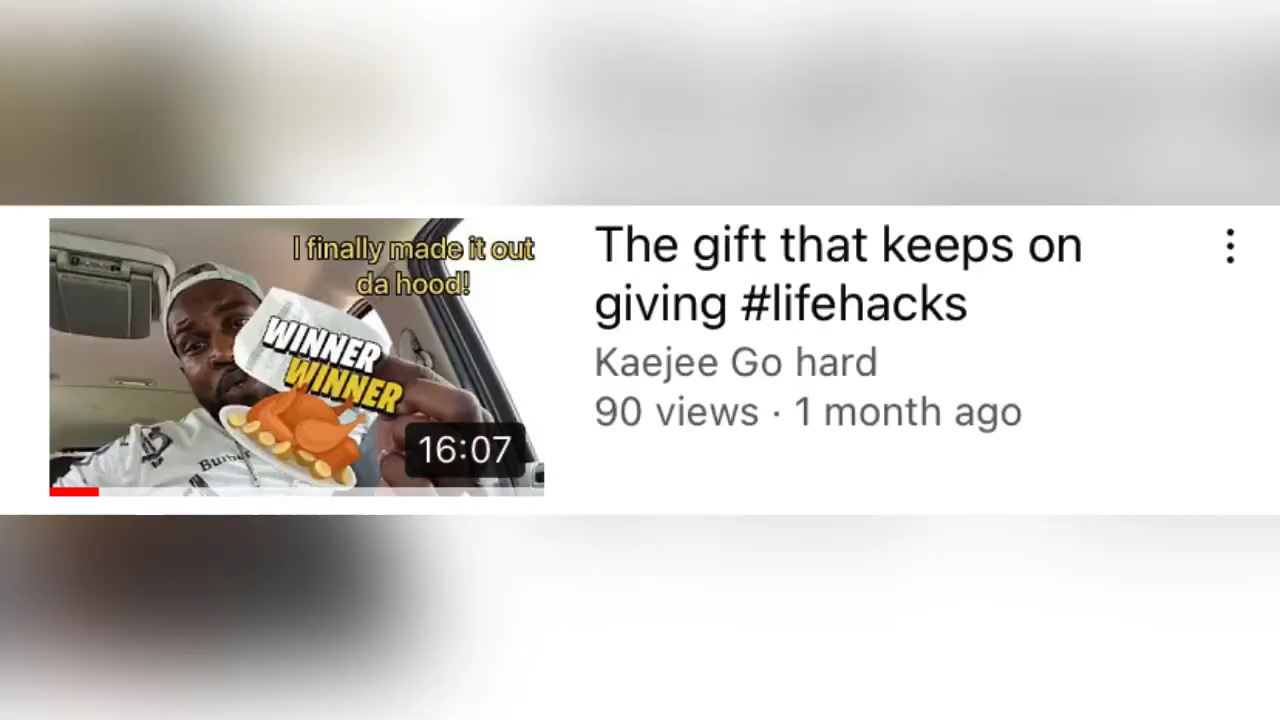 I finally made it out
da hood!
WINNER
WINNER
16:07
The gift that keeps on
giving #lifehacks
Kaejee Go hard
90 views · 1 month ago